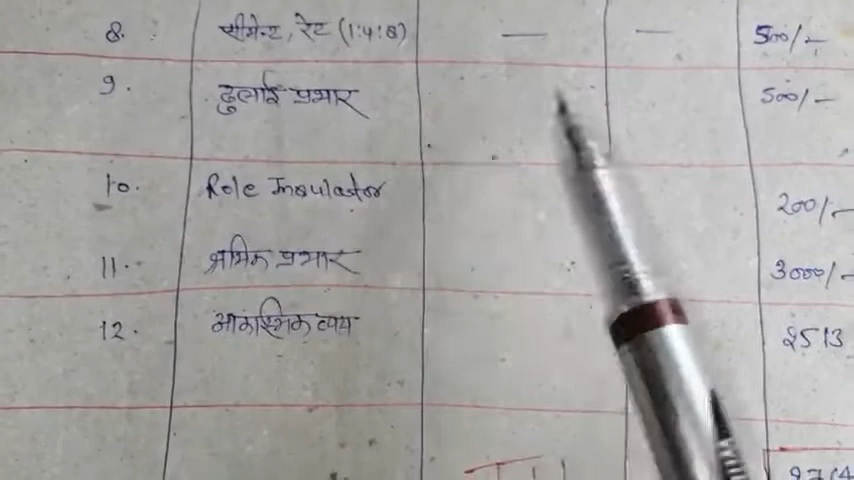 8. सीमेन्ट, रेट (1:4:8) — — 500/-
9. ढुलाई प्रभार 500/-
10. Role Insulator 200/-
11. श्रमिक प्रभार 3000/-
12. आकस्मिक व्यय 2513